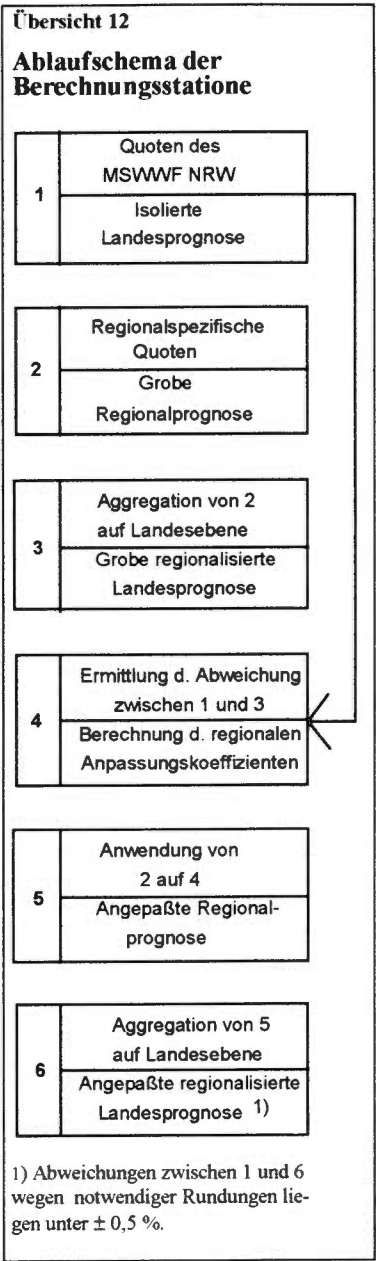 Übersicht 12
Ablaufschema der
Berechnungsstatione
1
Quoten des
MSWWF NRW
Isolierte
Landesprognose
2
Regionalspezifische
Quoten
Grobe
Regionalprognose
3
Aggregation von 2
auf Landesebene
Grobe regionalisierte
Landesprognose
4
Ermittlung d. Abweichung
zwischen 1 und 3
Berechnung d. regionalen
Anpassungskoeffizienten
5
Anwendung von
2 auf 4
Angepaßte Regional-
prognose
6
Aggregation von 5
auf Landesebene
Angepaßte regionalisierte
Landesprognose 1)
1) Abweichungen zwischen 1 und 6
wegen notwendiger Rundungen lie-
gen unter ± 0,5 %.